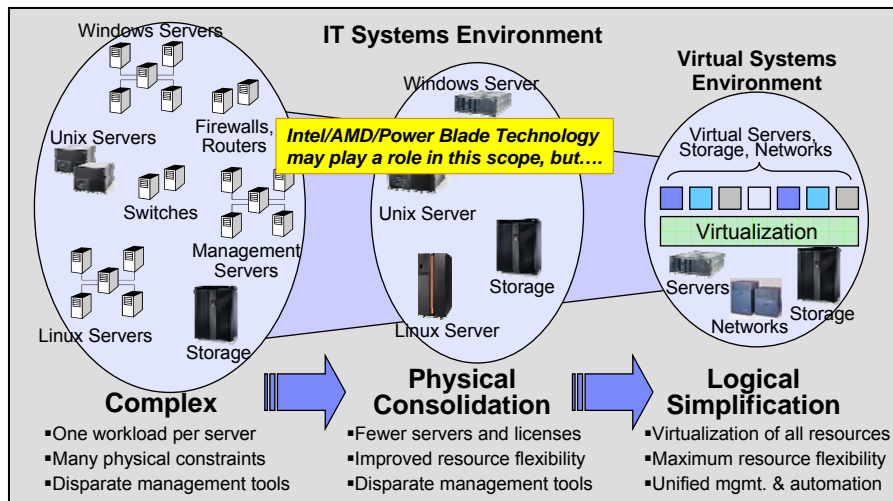 IT Systems Environment
Windows Servers
Firewalls,
Routers
Unix Servers
Switches
Management
Servers
Linux Servers
Storage
Windows Server
Intel/AMD/Power Blade Technology
may play a role in this scope, but….
Unix Server
Storage
Linux Server
Virtual Systems
Environment
Virtual Servers,
Storage, Networks
Virtualization
Servers
Storage
Networks
Complex
▪One workload per server
▪Many physical constraints
▪Disparate management tools
Physical
Consolidation
▪Fewer servers and licenses
▪Improved resource flexibility
▪Disparate management tools
Logical
Simplification
▪Virtualization of all resources
▪Maximum resource flexibility
▪Unified mgmt. & automation